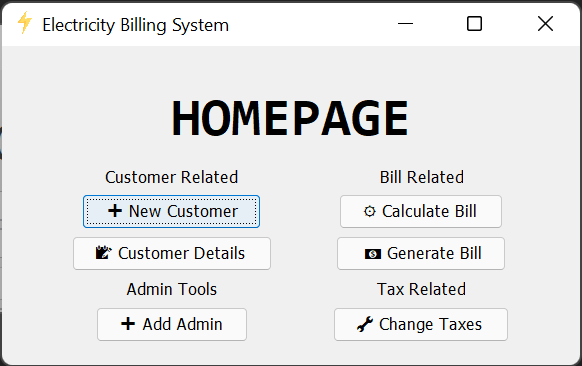 Electricity Billing System
HOMEPAGE
Customer Related
Bill Related
New Customer
Calculate Bill
Customer Details
Generate Bill
Admin Tools
Tax Related
Add Admin
Change Taxes